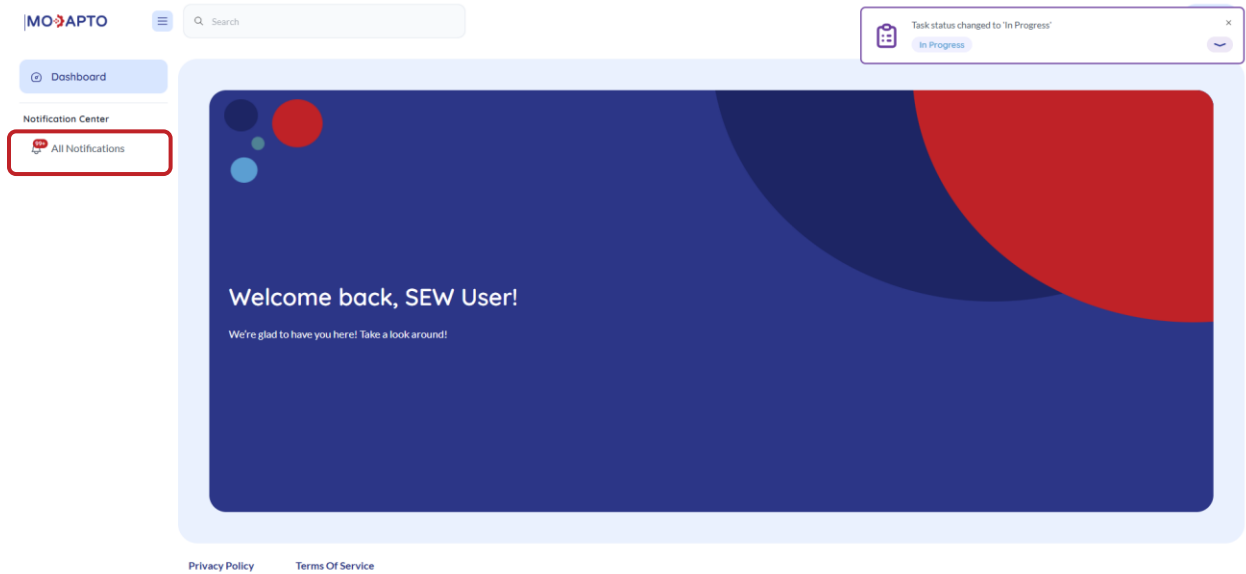 MODAPTO
Search
Task status changed to 'In Progress'
×
In Progress
Dashboard
Notification Center
99+
All Notifications
Welcome back, SEW User!
We're glad to have you here! Take a look around!
Privacy Policy
Terms Of Service